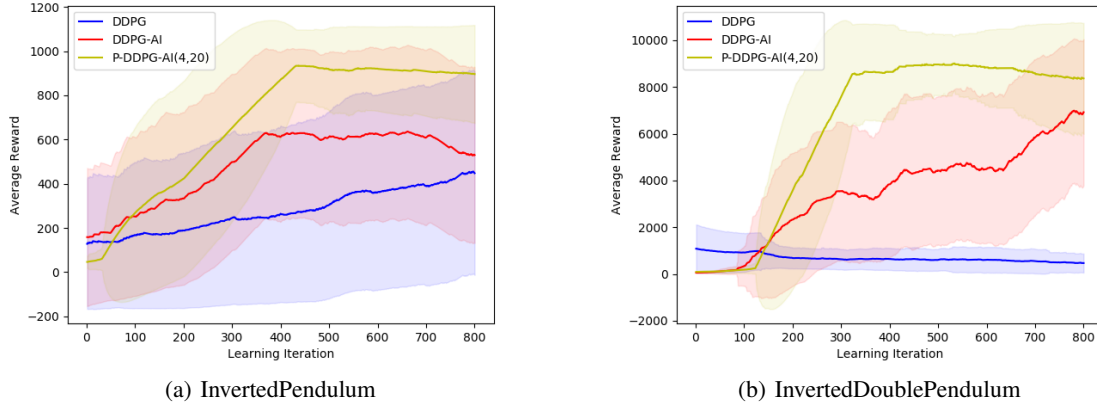 DDPG
DDPG-AI
P-DDPG-AI(4,20)
1200
1000
800
600
400
200
0
−200
Average Reward
0 100 200 300 400 500 600 700 800
Learning Iteration
(a) InvertedPendulum
DDPG
DDPG-AI
P-DDPG-AI(4,20)
10000
8000
6000
4000
2000
0
−2000
Average Reward
0 100 200 300 400 500 600 700 800
Learning Iteration
(b) InvertedDoublePendulum